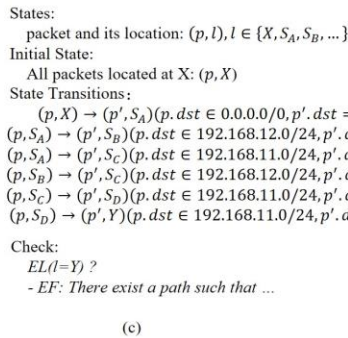 States:
packet and its location: (p, l), l ∈ {X, S_A, S_B, ...}
Initial State:
All packets located at X: (p, X)
State Transitions:
(p, X) → (p′, S_A)(p. dst ∈ 0.0.0.0/0, p′. dst =
(p, S_A) → (p′, S_B)(p. dst ∈ 192.168.12.0/24, p′.
(p, S_A) → (p′, S_C)(p. dst ∈ 192.168.11.0/24, p′.
(p, S_B) → (p′, S_C)(p. dst ∈ 192.168.12.0/24, p′.
(p, S_C) → (p′, S_D)(p. dst ∈ 192.168.11.0/24, p′.
(p, S_D) → (p′, Y)(p. dst ∈ 192.168.11.0/24, p′.
Check:
EL(l=Y) ?
- EF: There exist a path such that ...
(c)